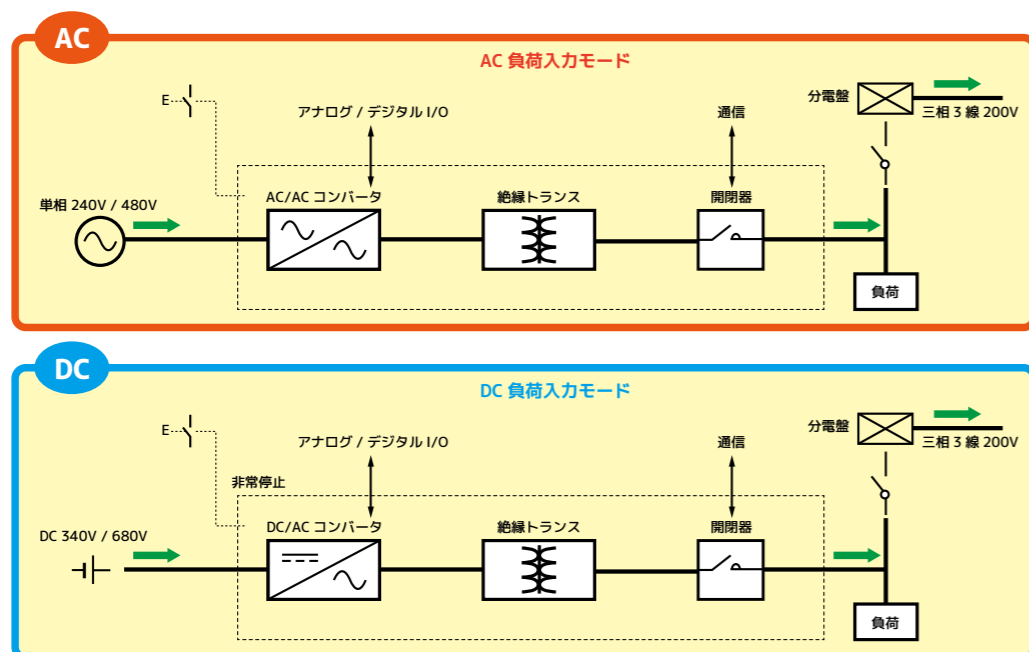 AC
AC 負荷入力モード
E
アナログ / デジタル I/O
通信
分電盤
三相 3 線 200V
単相 240V / 480V
AC/AC コンバータ
絶縁トランス
開閉器
負荷
DC
DC 負荷入力モード
E
アナログ / デジタル I/O
通信
分電盤
三相 3 線 200V
非常停止
DC 340V / 680V
DC/AC コンバータ
絶縁トランス
開閉器
負荷